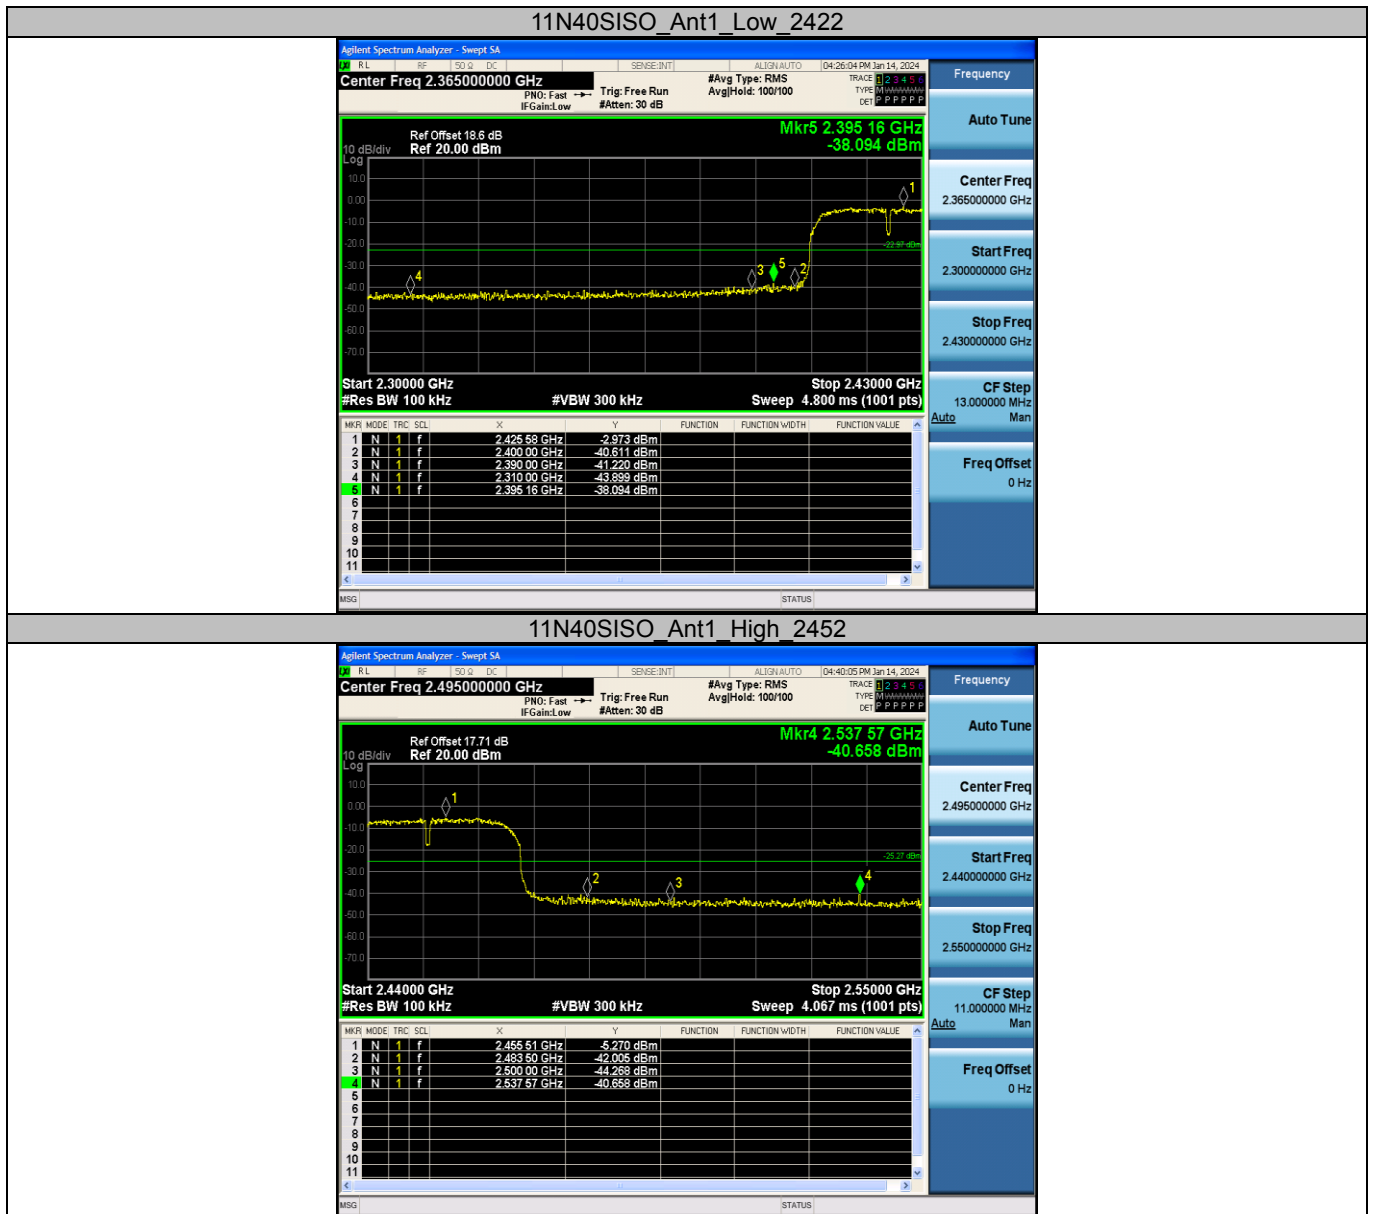 11N40SISO_Ant1_Low_2422
Agilent Spectrum Analyzer - Swept SA
RL RF 50 Ω DC SENSE:INT ALIGN AUTO 04:26:04 PM Jan 14, 2024
Center Freq 2.365000000 GHz
PNO: Fast
IFGain:Low
Trig: Free Run
#Atten: 30 dB
#Avg Type: RMS
Avg|Hold: 100/100
TRACE 1 2 3 4 5 6
TYPE M
DET P P P P P P
Frequency
Auto Tune
Center Freq
2.365000000 GHz
Start Freq
2.300000000 GHz
Stop Freq
2.430000000 GHz
CF Step
13.000000 MHz
Auto Man
Freq Offset
0 Hz
Mkr5 2.395 16 GHz
-38.094 dBm
Ref Offset 18.6 dB
10 dB/div Ref 20.00 dBm
Log
10.0
0.00
-10.0
-20.0
-30.0
-40.0
-50.0
-60.0
-70.0
-22.97 dBm
1
2
3
4
5
Start 2.30000 GHz Stop 2.43000 GHz
#Res BW 100 kHz #VBW 300 kHz Sweep 4.800 ms (1001 pts)
MKR MODE TRC SCL X Y FUNCTION FUNCTION WIDTH FUNCTION VALUE
1 N 1 f 2.425 58 GHz -2.973 dBm
2 N 1 f 2.400 00 GHz -40.611 dBm
3 N 1 f 2.390 00 GHz -41.220 dBm
4 N 1 f 2.310 00 GHz -43.899 dBm
5 N 1 f 2.395 16 GHz -38.094 dBm
6
7
8
9
10
11
MSG STATUS
11N40SISO_Ant1_High_2452
Agilent Spectrum Analyzer - Swept SA
RL RF 50 Ω DC SENSE:INT ALIGN AUTO 04:40:05 PM Jan 14, 2024
Center Freq 2.495000000 GHz
PNO: Fast
IFGain:Low
Trig: Free Run
#Atten: 30 dB
#Avg Type: RMS
Avg|Hold: 100/100
TRACE 1 2 3 4 5 6
TYPE M
DET P P P P P P
Frequency
Auto Tune
Center Freq
2.495000000 GHz
Start Freq
2.440000000 GHz
Stop Freq
2.550000000 GHz
CF Step
11.000000 MHz
Auto Man
Freq Offset
0 Hz
Mkr4 2.537 57 GHz
-40.658 dBm
Ref Offset 17.71 dB
10 dB/div Ref 20.00 dBm
Log
10.0
0.00
-10.0
-20.0
-30.0
-40.0
-50.0
-60.0
-70.0
-25.27 dBm
1
2
3
4
Start 2.44000 GHz Stop 2.55000 GHz
#Res BW 100 kHz #VBW 300 kHz Sweep 4.067 ms (1001 pts)
MKR MODE TRC SCL X Y FUNCTION FUNCTION WIDTH FUNCTION VALUE
1 N 1 f 2.455 51 GHz -5.270 dBm
2 N 1 f 2.483 50 GHz -42.005 dBm
3 N 1 f 2.500 00 GHz -44.268 dBm
4 N 1 f 2.537 57 GHz -40.658 dBm
5
6
7
8
9
10
11
MSG STATUS